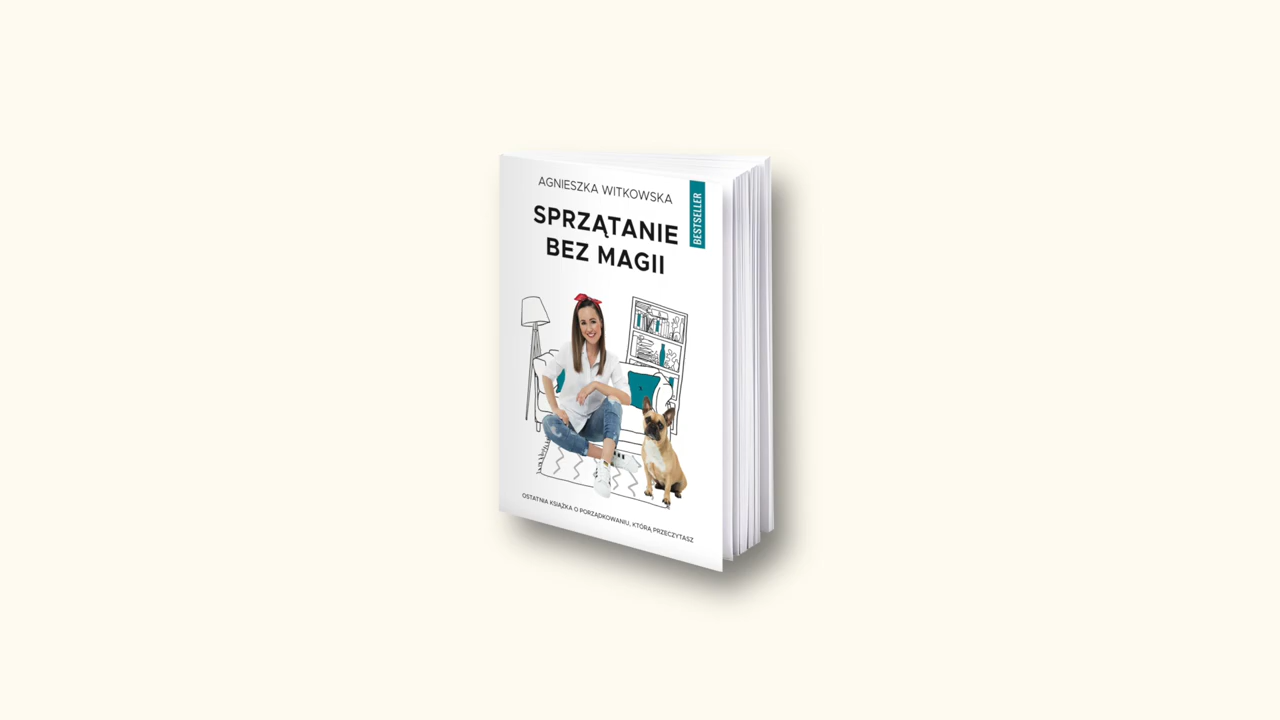 AGNIESZKA WITKOWSKA
BESTSELLER
SPRZĄTANIE
BEZ MAGII
OSTATNIA KSIĄŻKA O PORZĄDKOWANIU, KTÓRĄ PRZECZYTASZ